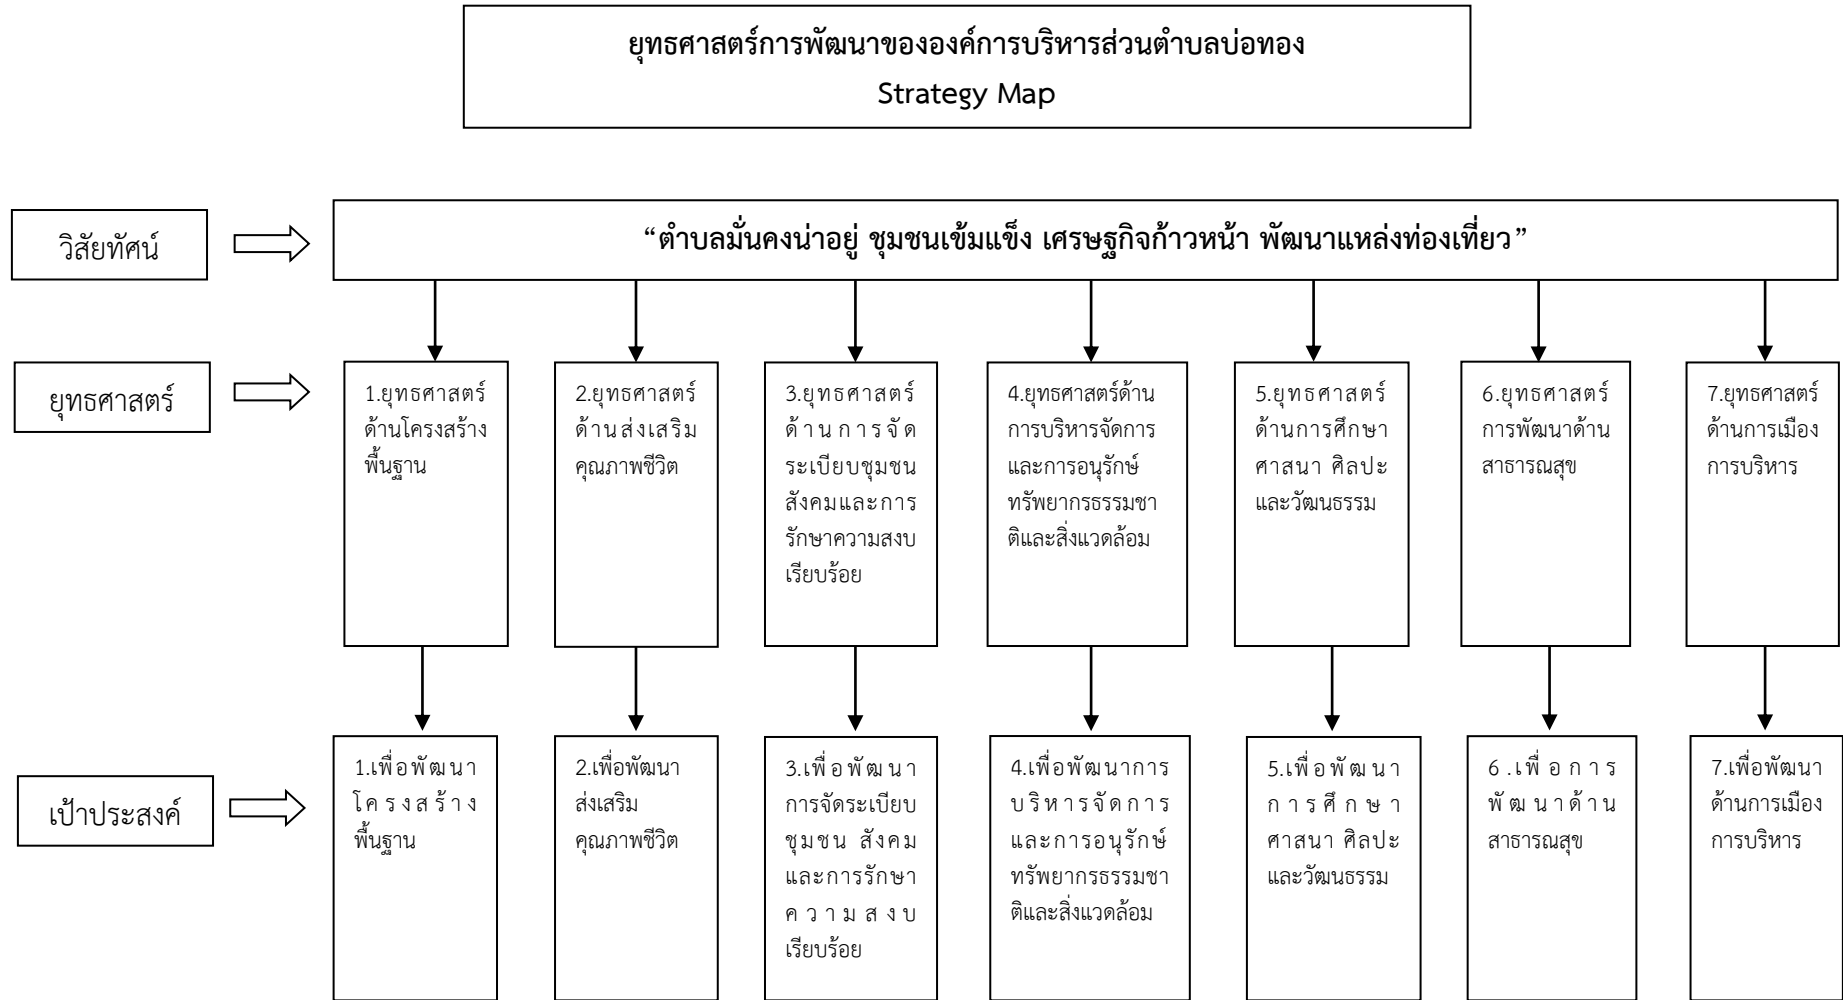 ยุทธศาสตร์การพัฒนาขององค์การบริหารส่วนตำบลบ่อทอง
Strategy Map
วิสัยทัศน์
“ตำบลมั่นคงน่าอยู่ ชุมชนเข้มแข็ง เศรษฐกิจก้าวหน้า พัฒนาแหล่งท่องเที่ยว”
ยุทธศาสตร์
1.ยุทธศาสตร์
ด้านโครงสร้าง
พื้นฐาน
2.ยุทธศาสตร์
ด้านส่งเสริม
คุณภาพชีวิต
3.ยุทธศาสตร์
ด้านการจัด
ระเบียบชุมชน
สังคมและการ
รักษาความสงบ
เรียบร้อย
4.ยุทธศาสตร์ด้าน
การบริหารจัดการ
และการอนุรักษ์
ทรัพยากรธรรมชา
ติและสิ่งแวดล้อม
5.ยุทธศาสตร์
ด้านการศึกษา
ศาสนา ศิลปะ
และวัฒนธรรม
6.ยุทธศาสตร์
การพัฒนาด้าน
สาธารณสุข
7.ยุทธศาสตร์
ด้านการเมือง
การบริหาร
เป้าประสงค์
1.เพื่อพัฒนา
โครงสร้าง
พื้นฐาน
2.เพื่อพัฒนา
ส่งเสริม
คุณภาพชีวิต
3.เพื่อพัฒนา
การจัดระเบียบ
ชุมชน สังคม
และการรักษา
ความสงบ
เรียบร้อย
4.เพื่อพัฒนาการ
บริหารจัดการ
และการอนุรักษ์
ทรัพยากรธรรมชา
ติและสิ่งแวดล้อม
5.เพื่อพัฒนา
การศึกษา
ศาสนา ศิลปะ
และวัฒนธรรม
6.เพื่อการ
พัฒนาด้าน
สาธารณสุข
7.เพื่อพัฒนา
ด้านการเมือง
การบริหาร